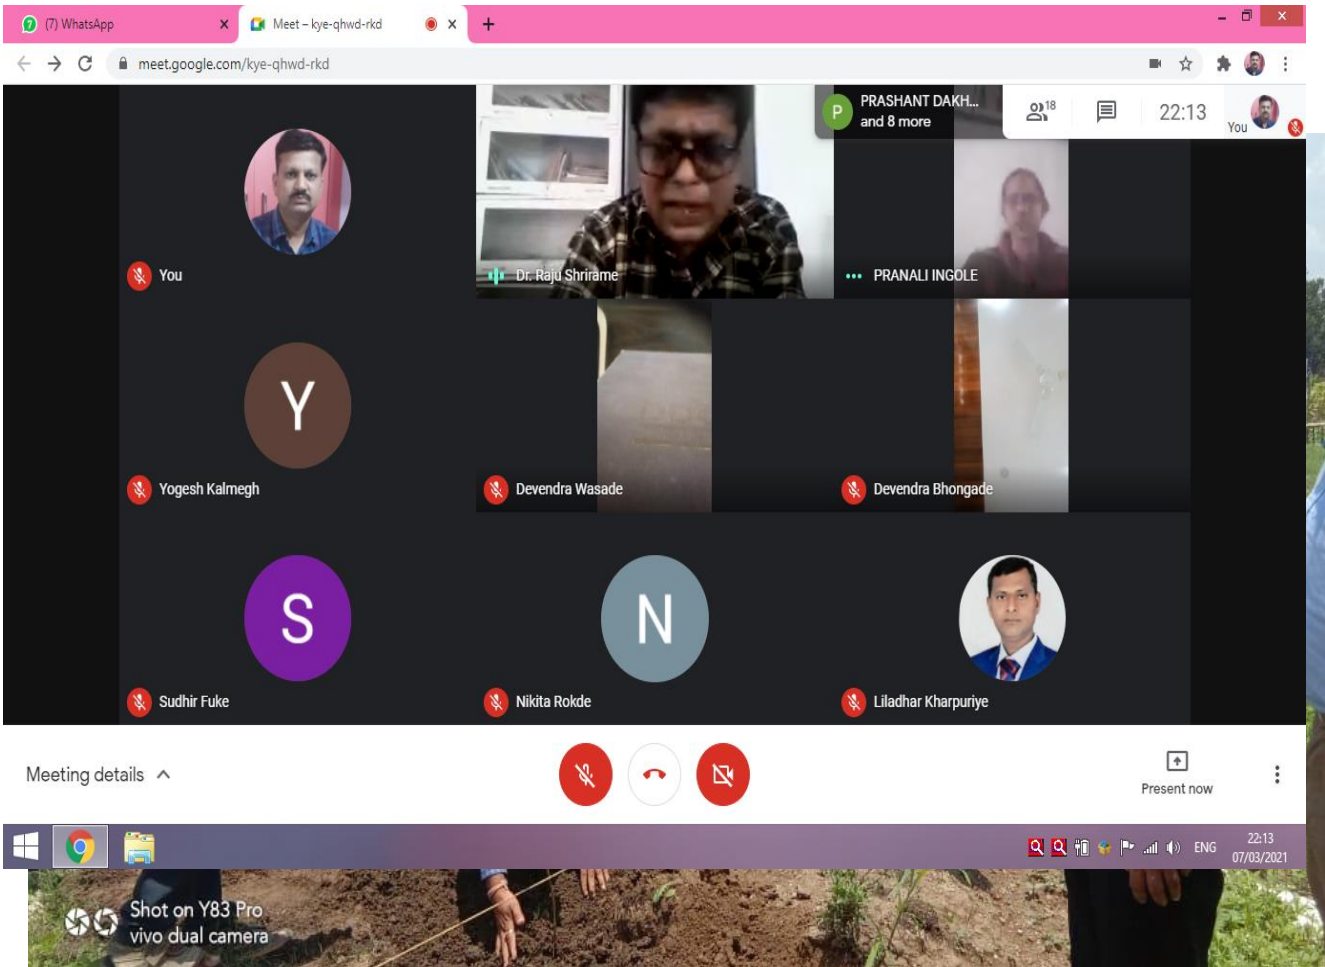 7 (7) WhatsApp
Meet – kye-qhwd-rkd
meet.google.com/kye-qhwd-rkd
P PRASHANT DAKH...
and 8 more
18
22:13
You
You
Dr. Raju Shrirame
PRANALI INGOLE
Y
Yogesh Kalmegh
Devendra Wasade
Devendra Bhongade
S
Sudhir Fuke
N
Nikita Rokde
Liladhar Kharpuriye
Meeting details
Present now
ENG
22:13
07/03/2021
Shot on Y83 Pro
vivo dual camera